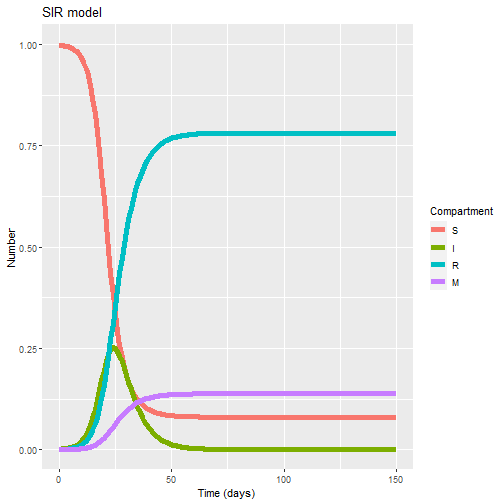 SIR model
1.00
0.75
0.50
0.25
0.00
Number
0
50
100
150
Time (days)
Compartment
S
I
R
M